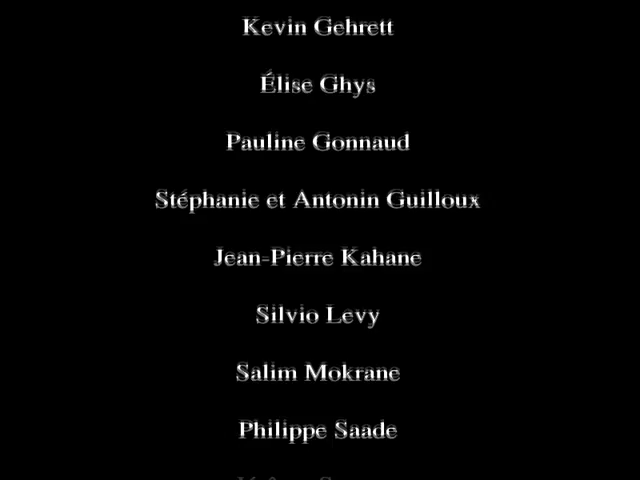 Kevin Gehrett
Élise Ghys
Pauline Gonnaud
Stéphanie et Antonin Guilloux
Jean-Pierre Kahane
Silvio Levy
Salim Mokrane
Philippe Saade